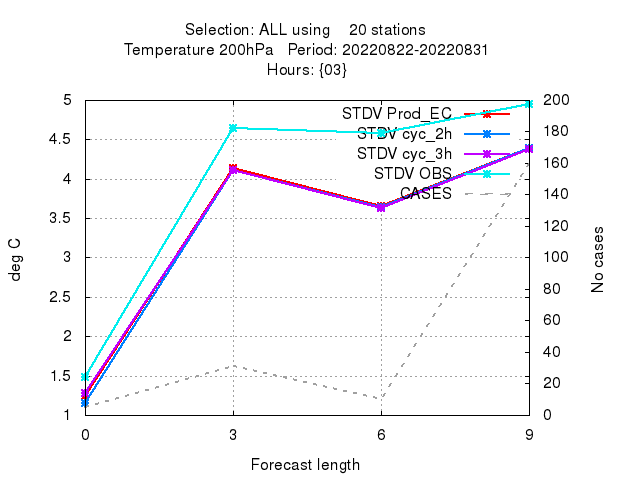 Selection: ALL using 20 stations
Temperature 200hPa Period: 20220822-20220831
Hours: {03}
STDV Prod_EC
STDV cyc_2h
STDV cyc_3h
STDV OBS
CASES
5
4.5
4
3.5
3
2.5
2
1.5
1
200
180
160
140
120
100
80
60
40
20
0
deg C
No cases
0 3 6 9
Forecast length